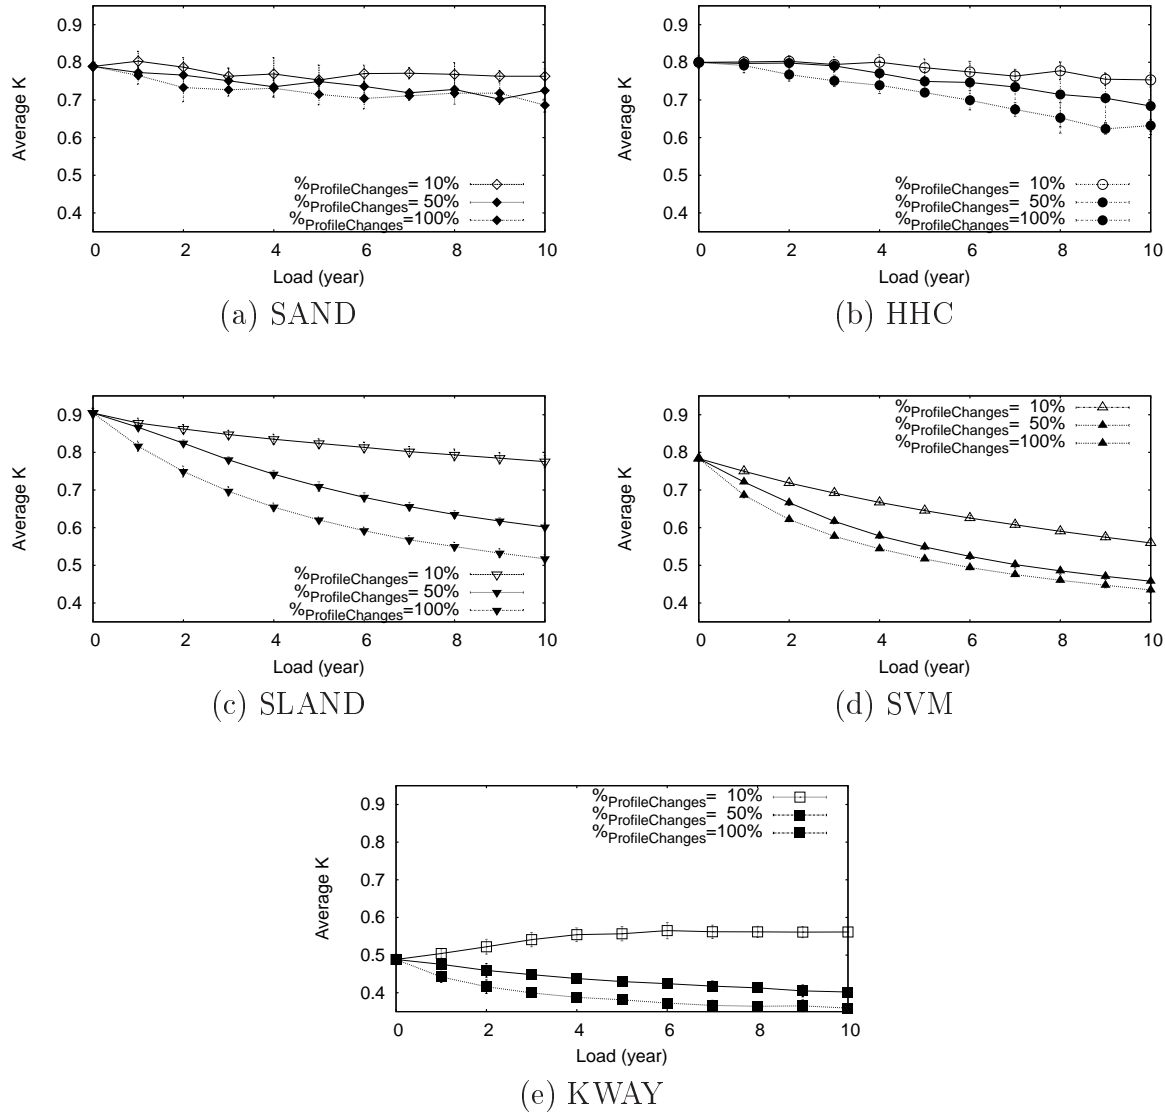 0.9
0.8
0.7
0.6
0.5
0.4
Average K
%ProfileChanges= 10%
%ProfileChanges= 50%
%ProfileChanges=100%
0 2 4 6 8 10
Load (year)
(a) SAND
0.9
0.8
0.7
0.6
0.5
0.4
Average K
%ProfileChanges= 10%
%ProfileChanges= 50%
%ProfileChanges=100%
0 2 4 6 8 10
Load (year)
(b) HHC
0.9
0.8
0.7
0.6
0.5
0.4
Average K
%ProfileChanges= 10%
%ProfileChanges= 50%
%ProfileChanges=100%
0 2 4 6 8 10
Load (year)
(c) SLAND
0.9
0.8
0.7
0.6
0.5
0.4
Average K
%ProfileChanges= 10%
%ProfileChanges= 50%
%ProfileChanges=100%
0 2 4 6 8 10
Load (year)
(d) SVM
0.9
0.8
0.7
0.6
0.5
0.4
Average K
%ProfileChanges= 10%
%ProfileChanges= 50%
%ProfileChanges=100%
0 2 4 6 8 10
Load (year)
(e) KWAY